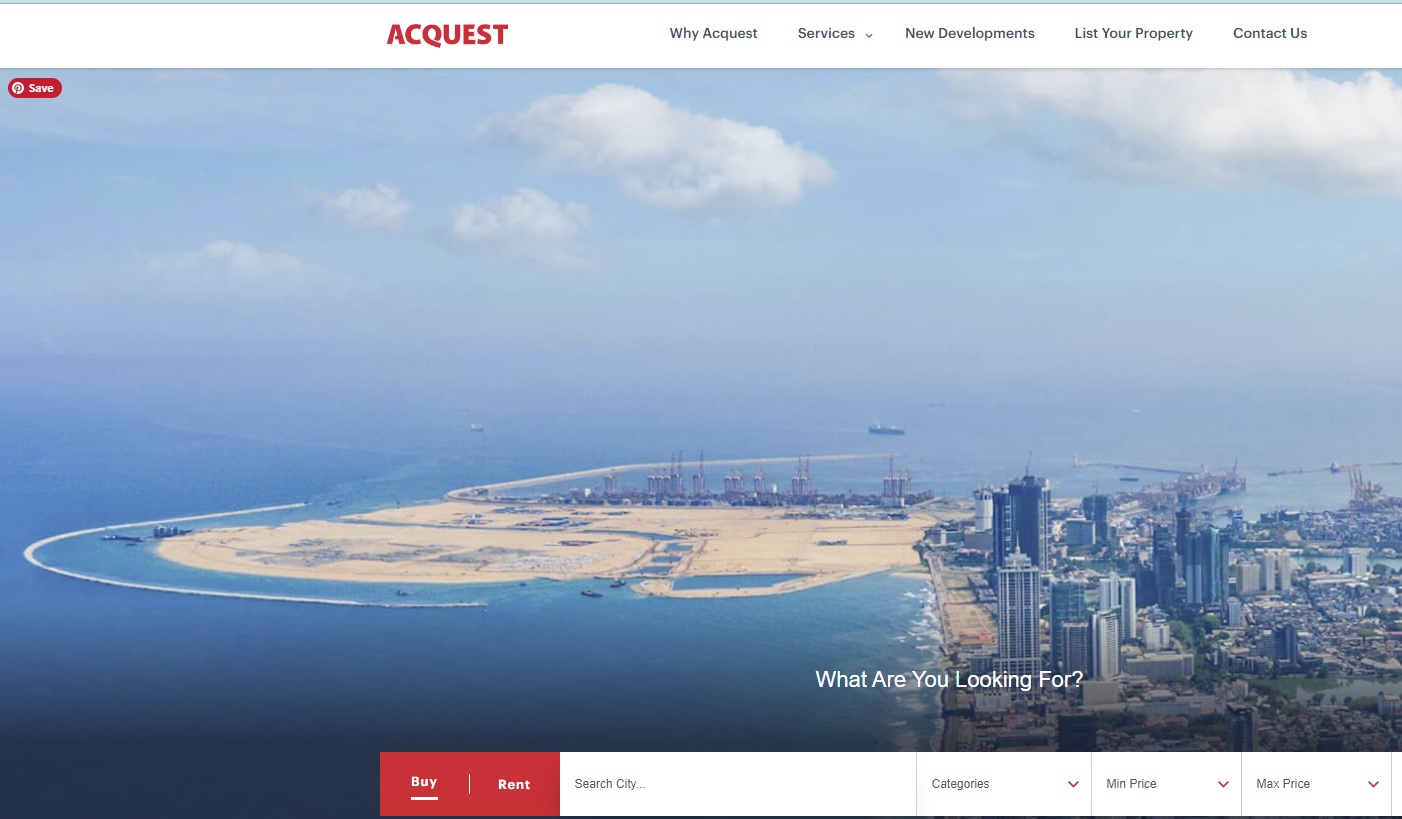 ACQUEST
Why Acquest
Services
New Developments
List Your Property
Contact Us
Save
What Are You Looking For?
Buy
Rent
Search City...
Categories
Min Price
Max Price